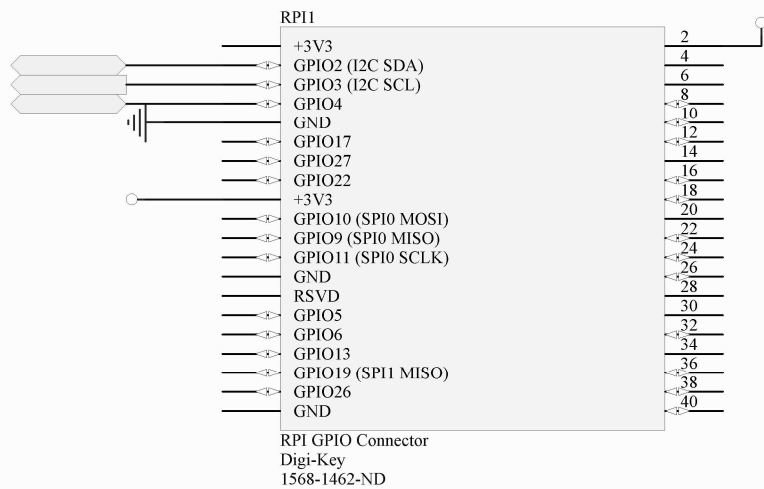 RPI1
+3V3 2
GPIO2 (I2C SDA) 4
GPIO3 (I2C SCL) 6
GPIO4 8
GND 10
GPIO17 12
GPIO27 14
GPIO22 16
+3V3 18
GPIO10 (SPI0 MOSI) 20
GPIO9 (SPI0 MISO) 22
GPIO11 (SPI0 SCLK) 24
GND 26
RSVD 28
GPIO5 30
GPIO6 32
GPIO13 34
GPIO19 (SPI1 MISO) 36
GPIO26 38
GND 40
RPI GPIO Connector
Digi-Key
1568-1462-ND